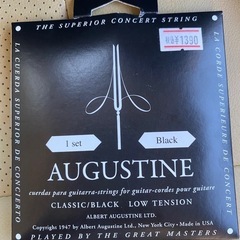 THE SUPERIOR CONCERT STRING
LA CUERDA SUPERIOR DE CONCIERTO
LA CORDE SUPERIEURE DE CONCERT
¥1390
1 set
Black
AUGUSTINE
cuerdas para guitarra-strings for guitar-cordes pour guitare
CLASSIC/BLACK LOW TENSION
ALBERT AUGUSTINE LTD.
Copyright 1947 by Albert Augustine Ltd., New York City - Made in USA
PLAYED BY THE GREAT MASTERS